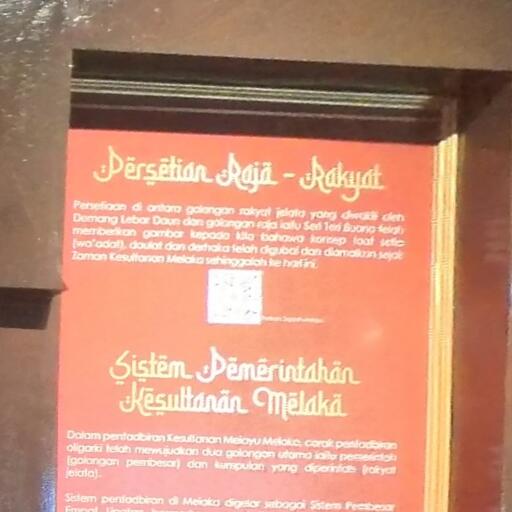 Persetian Raja - Rakyat
Persetiaan di antara golongan rakyat jelata yang diwakili oleh
Demang Lebar Daun dan golongan raja iaitu Seri Teri Buana telah
memberikan gambar kepada kita bahawa konsep taat setia
(wa'adat), daulat dan derhaka telah digubal dan diamalkan sejak
Zaman Kesultanan Melaka sehinggalah ke hari ini.
Sistem Pemerintahan
Kesultanan Melaka
Dalam pentadbiran Kesultanan Melayu Melaka, corak pentadbiran
oligarki telah mewujudkan dua golongan utama iaitu pemerintah
(golongan pembesar) dan kumpulan yang diperintah (rakyat
jelata).
Sistem pentadbiran di Melaka digelar sebagai Sistem Pembesar
Empat